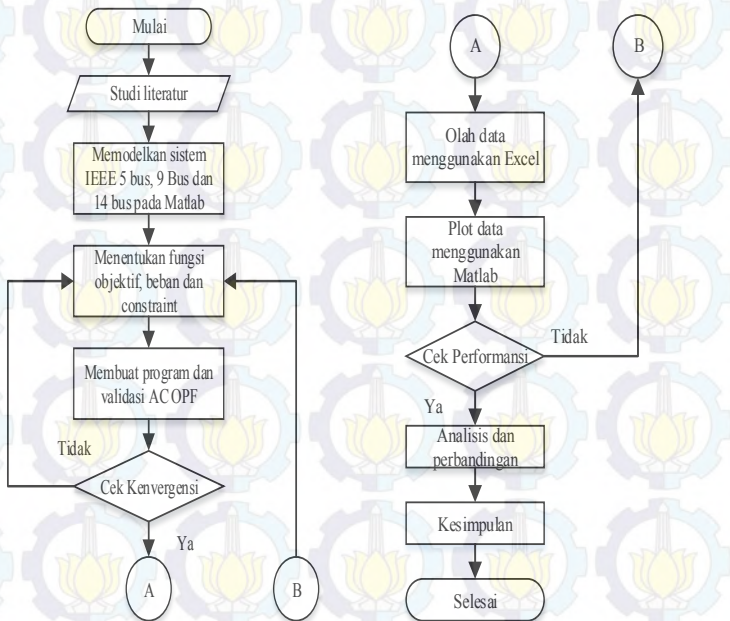 Mulai
Studi literatur
Memodelkan sistem
IEEE 5 bus, 9 Bus dan
14 bus pada Matlab
Menentukan fungsi
objektif, beban dan
constraint
Membuat program dan
validasi AC OPF
Tidak
Cek Kenvergensi
Ya
A
B
A
B
Olah data
menggunakan Excel
Plot data
menggunakan
Matlab
Tidak
Cek Performansi
Ya
Analisis dan
perbandingan
Kesimpulan
Selesai